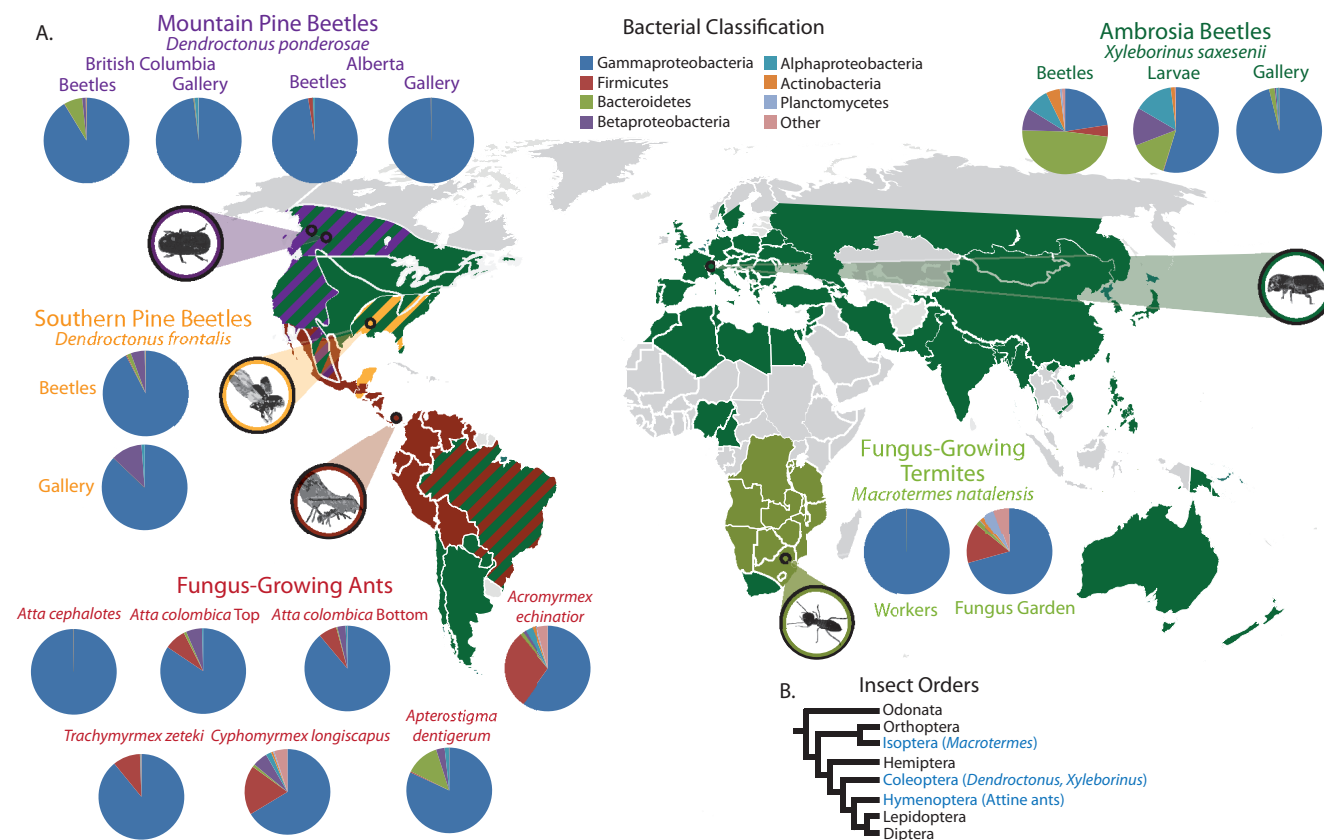 A.
Mountain Pine Beetles
Dendroctonus ponderosae
British Columbia
Alberta
Beetles
Gallery
Beetles
Gallery
Bacterial Classification
Gammaproteobacteria
Firmicutes
Bacteroidetes
Betaproteobacteria
Alphaproteobacteria
Actinobacteria
Planctomycetes
Other
Ambrosia Beetles
Xyleborinus saxesenii
Beetles
Larvae
Gallery
Southern Pine Beetles
Dendroctonus frontalis
Beetles
Gallery
Fungus-Growing
Termites
Macrotermes natalensis
Workers
Fungus Garden
Fungus-Growing Ants
Atta cephalotes
Atta colombica Top
Atta colombica Bottom
Acromyrmex
echinatior
Trachymyrmex zeteki
Cyphomyrmex longiscapus
Apterostigma
dentigerum
B.
Insect Orders
Odonata
Orthoptera
Isoptera (Macrotermes)
Hemiptera
Coleoptera (Dendroctonus, Xyleborinus)
Hymenoptera (Attine ants)
Lepidoptera
Diptera